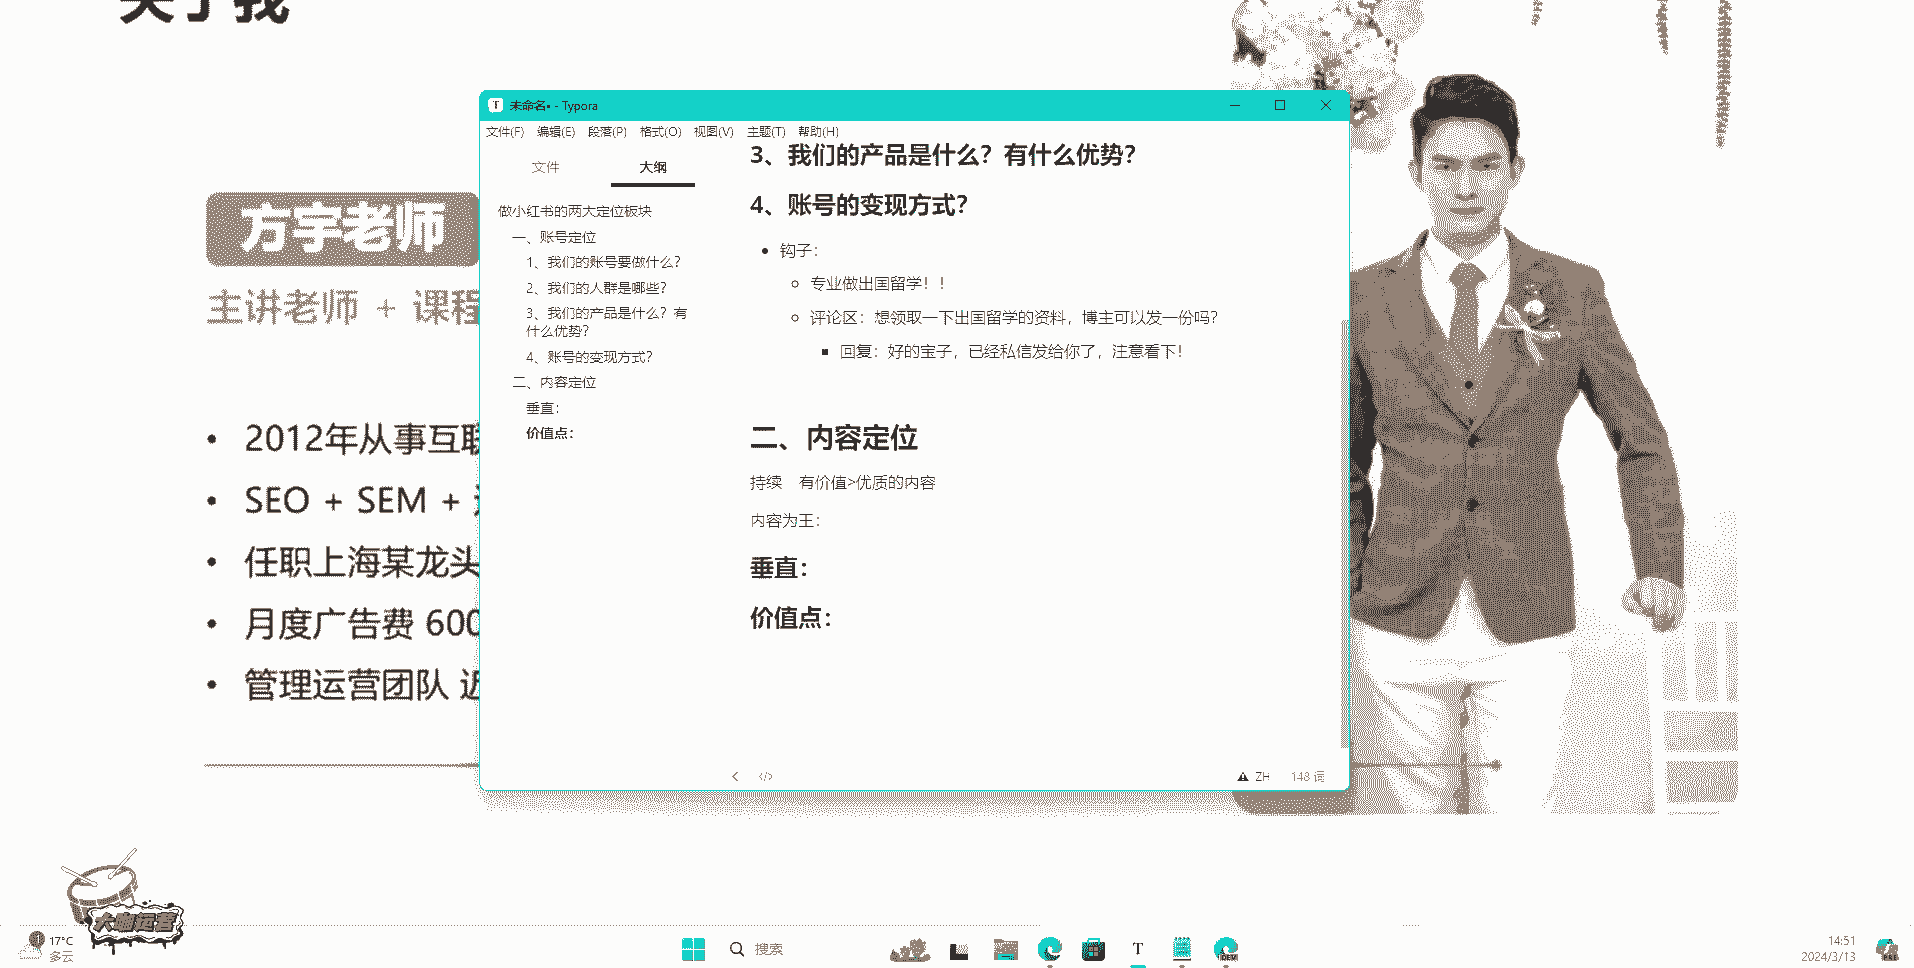 关于我
方宇老师
主讲老师 + 课程
2012年从事互联
SEO + SEM +
任职上海某龙头
月度广告费 600
管理运营团队 近
未命名• - Typora
文件(F) 编辑(E) 段落(P) 格式(O) 视图(V) 主题(T) 帮助(H)
文件 大纲
做小红书的两大定位板块
一、账号定位
1、我们的账号要做什么？
2、我们的人群是哪些？
3、我们的产品是什么？有
什么优势？
4、账号的变现方式？
二、内容定位
垂直：
价值点：
3、我们的产品是什么？有什么优势？
4、账号的变现方式？
钩子：
专业做出国留学！！
评论区：想领取一下出国留学的资料，博主可以发一份吗？
回复：好的宝子，已经私信发给你了，注意看下！
二、内容定位
持续 有价值>优质的内容
内容为王：
垂直：
价值点：
ZH 148 词
大咖运营
1
17°C
多云
搜索
14:51
2024/3/13